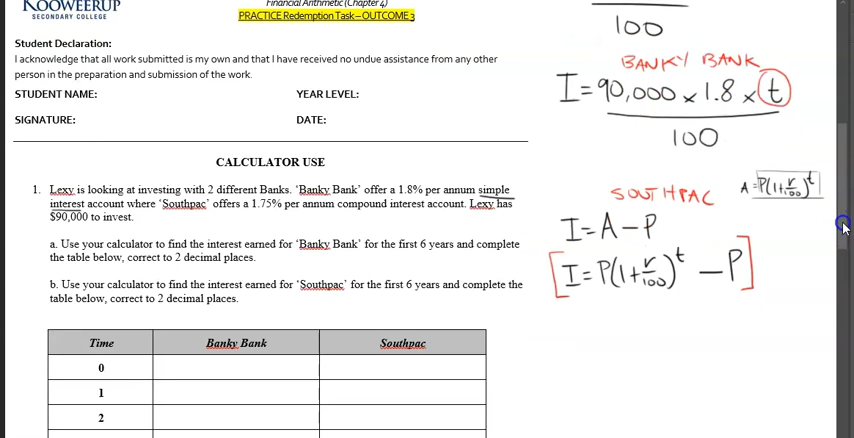 KOOWEERUP
SECONDARY COLLEGE
Financial Arithmetic (Chapter 4)
PRACTICE Redemption Task – OUTCOME 3
Student Declaration:
I acknowledge that all work submitted is my own and that I have received no undue assistance from any other
person in the preparation and submission of the work.
STUDENT NAME: YEAR LEVEL:
SIGNATURE: DATE:
CALCULATOR USE
1. Lexy is looking at investing with 2 different Banks. 'Banky Bank' offer a 1.8% per annum simple
interest account where 'Southpac' offers a 1.75% per annum compound interest account. Lexy has
$90,000 to invest.
a. Use your calculator to find the interest earned for 'Banky Bank' for the first 6 years and complete
the table below, correct to 2 decimal places.
b. Use your calculator to find the interest earned for 'Southpac' for the first 6 years and complete the
table below, correct to 2 decimal places.
Time Banky Bank Southpac
0
1
2
100
BANKY BANK
I = 90,000 × 1.8 × t
100
SOUTHPAC A = P(1+r/100)^t
I = A − P
[I = P(1+r/100)^t − P]